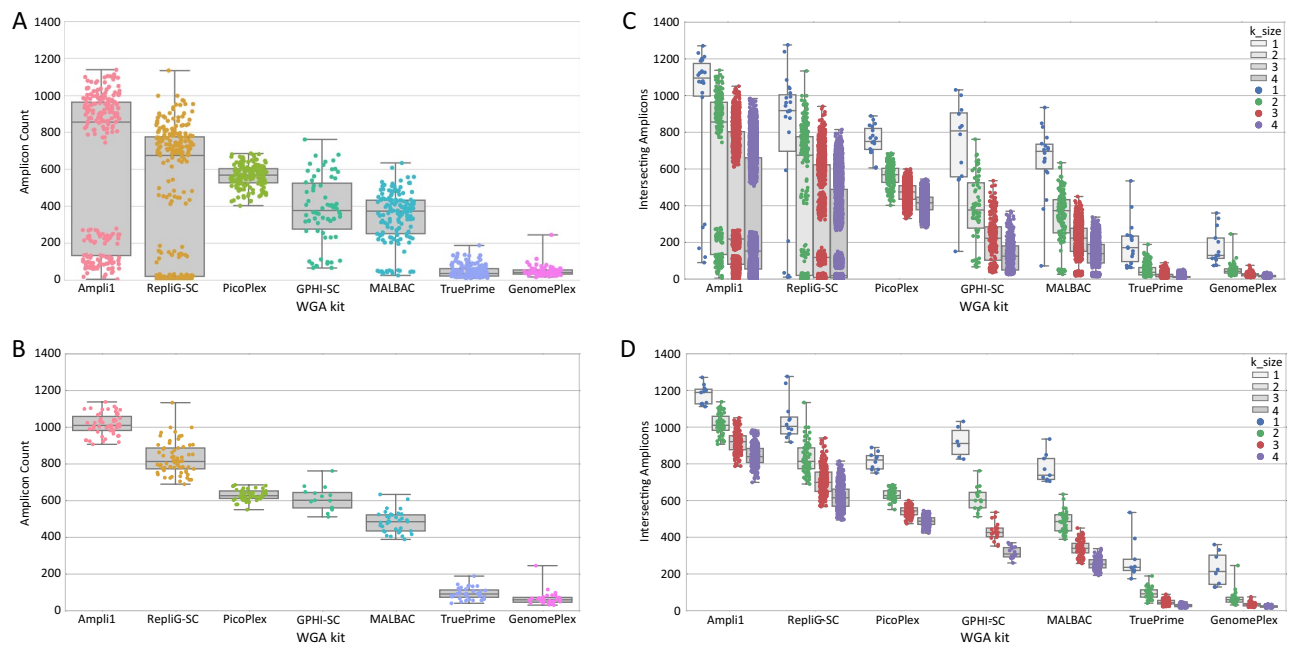 A
1400
1200
1000
800
600
400
200
0
Amplicon Count
Ampli1 RepliG-SC PicoPlex GPHI-SC MALBAC TruePrime GenomePlex
WGA kit
C
1400
1200
1000
800
600
400
200
0
Intersecting Amplicons
k_size
1
2
3
4
1
2
3
4
Ampli1 RepliG-SC PicoPlex GPHI-SC MALBAC TruePrime GenomePlex
WGA kit
B
1400
1200
1000
800
600
400
200
0
Amplicon Count
Ampli1 RepliG-SC PicoPlex GPHI-SC MALBAC TruePrime GenomePlex
WGA kit
D
1400
1200
1000
800
600
400
200
0
Intersecting Amplicons
k_size
1
2
3
4
1
2
3
4
Ampli1 RepliG-SC PicoPlex GPHI-SC MALBAC TruePrime GenomePlex
WGA kit